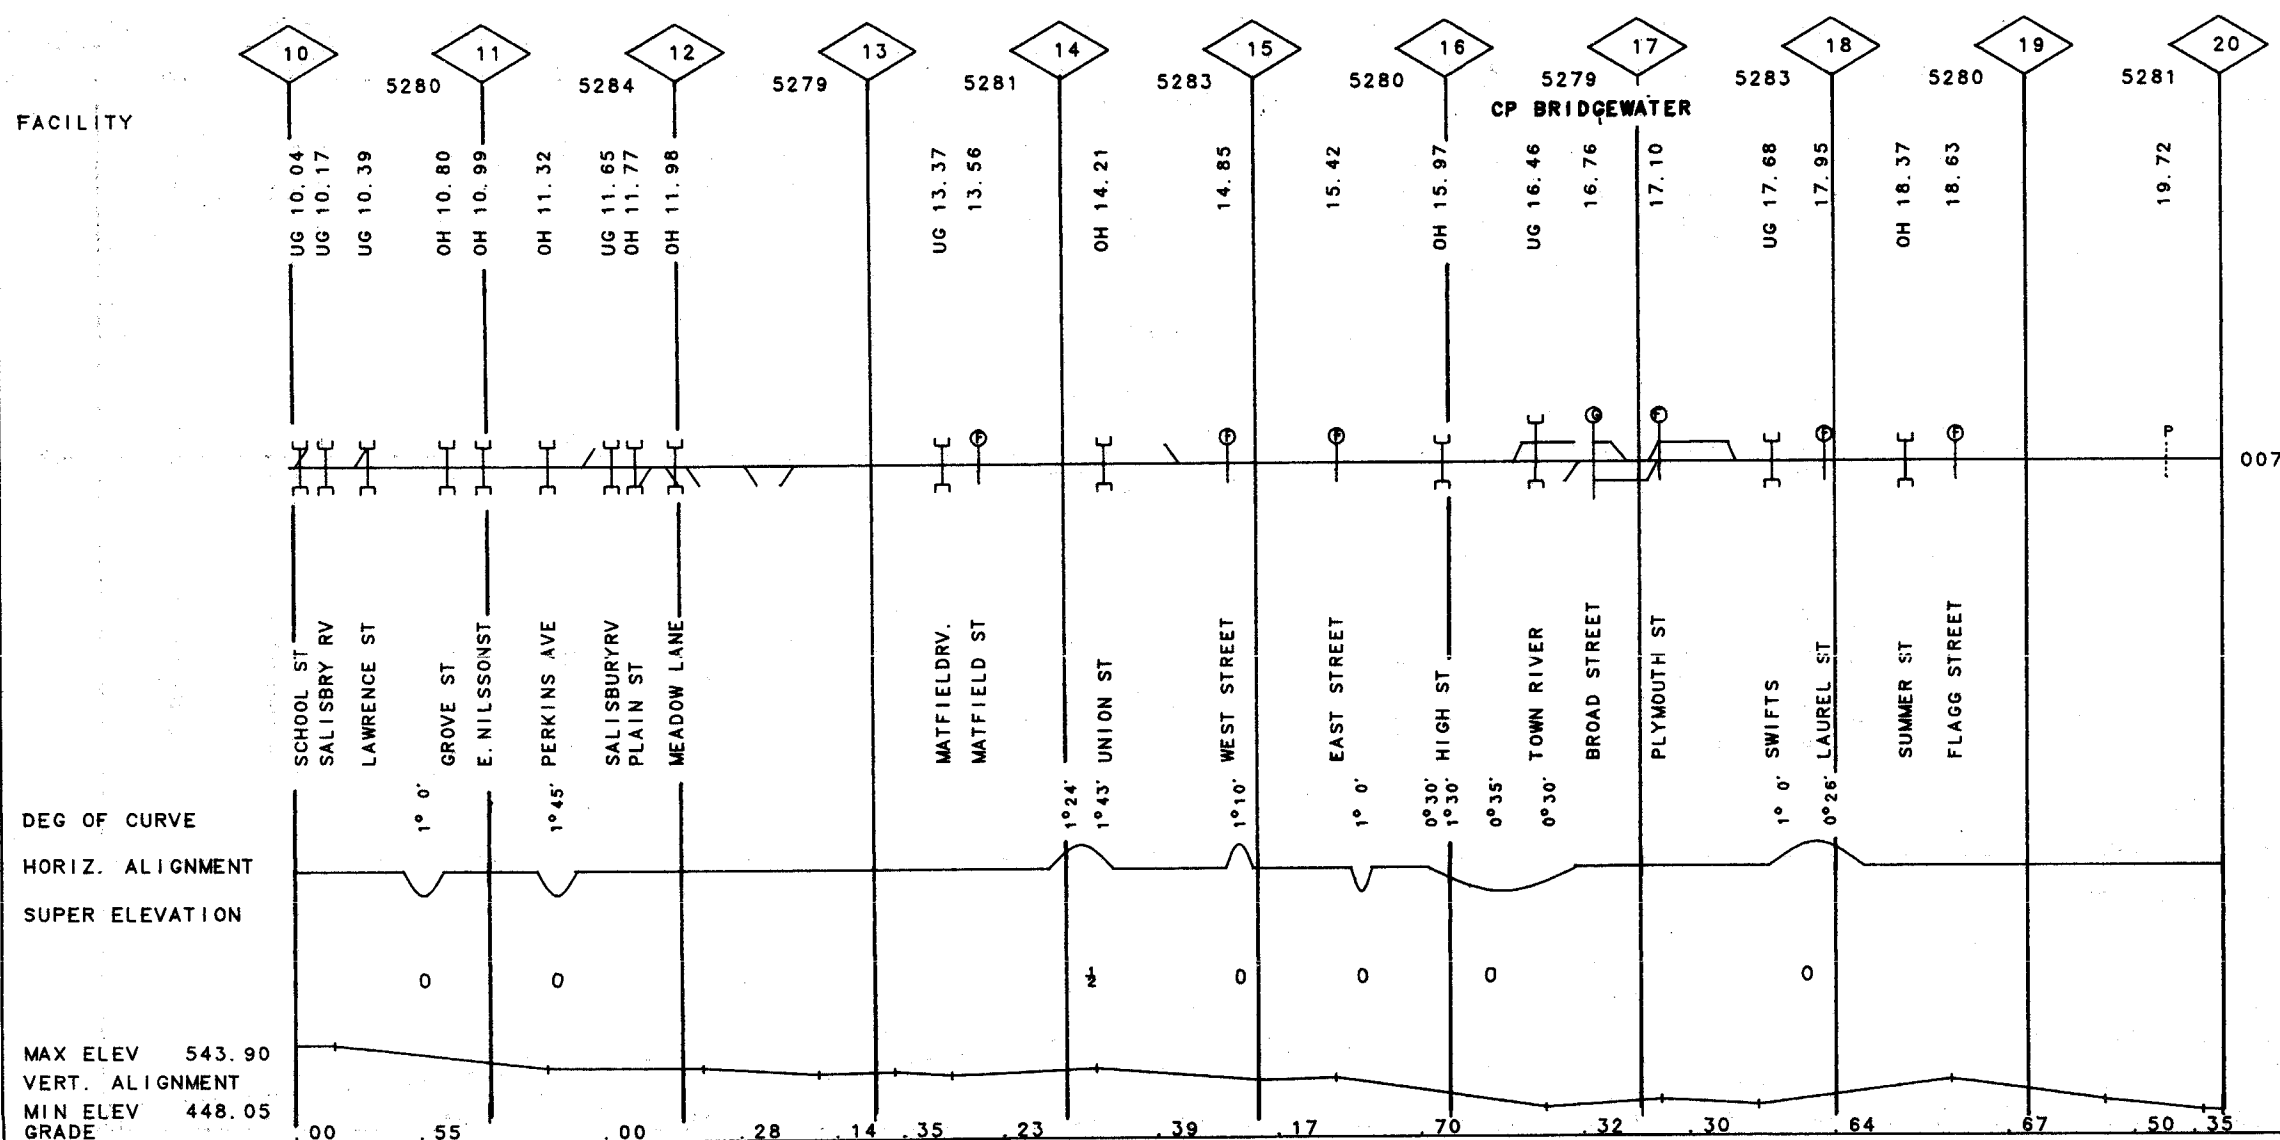 10 11 12 13 14 15 16 17 18 19 20
5280 5284 5279 5281 5283 5280 5279 5283 5280 5281
CP BRIDGEWATER
FACILITY
UG 10.04
UG 10.17
UG 10.39
OH 10.80
OH 10.99
OH 11.32
UG 11.65
OH 11.77
OH 11.98
UG 13.37
13.56
OH 14.21
14.85
15.42
OH 15.97
UG 16.46
16.76
17.10
UG 17.68
17.95
OH 18.37
18.63
19.72
F F F G F F F P
007
SCHOOL ST
SALISBRY RV
LAWRENCE ST
GROVE ST
E.NILSSONST
PERKINS AVE
SALISBURYRV
PLAIN ST
MEADOW LANE
MATFIELDRV.
MATFIELD ST
UNION ST
WEST STREET
EAST STREET
HIGH ST
TOWN RIVER
BROAD STREET
PLYMOUTH ST
SWIFTS
LAUREL ST
SUMMER ST
FLAGG STREET
DEG OF CURVE 1° 0' 1°45' 1°24' 1°43' 1°10' 1° 0' 0°30' 1°30' 0°35' 0°30' 1° 0' 0°26'
HORIZ. ALIGNMENT
SUPER ELEVATION
0 0 ½ 0 0 0 0
MAX ELEV 543.90
VERT. ALIGNMENT
MIN ELEV 448.05
GRADE .00 .55 .00 .28 .14 .35 .23 .39 .17 .70 .32 .30 .64 .67 .50 .35